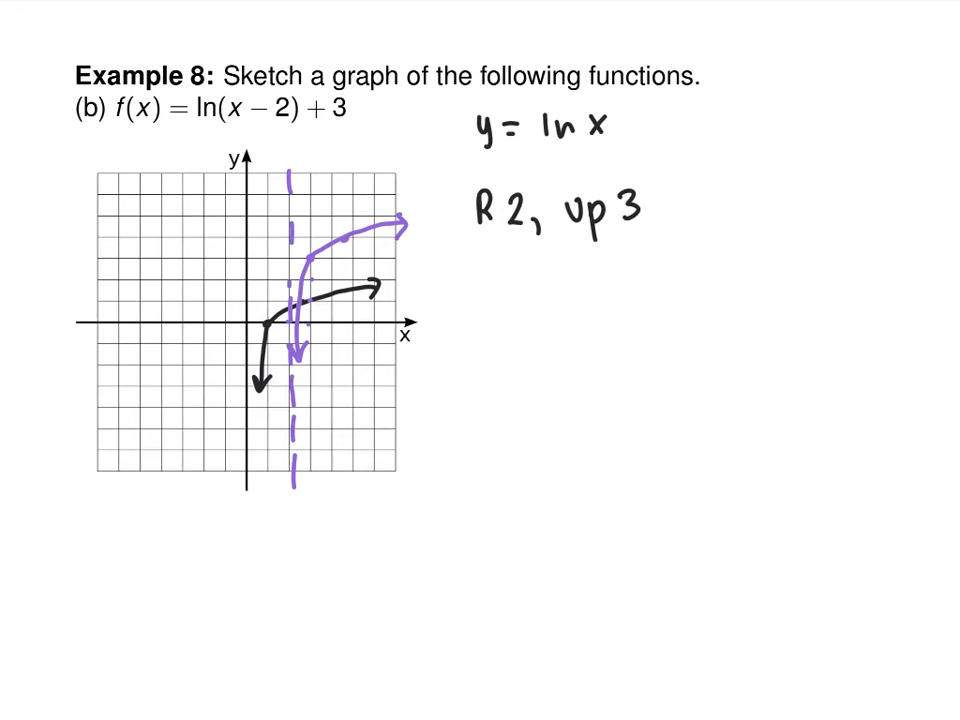 Example 8: Sketch a graph of the following functions.
(b) f(x) = ln(x − 2) + 3
y = ln x
y
R 2, up 3
x